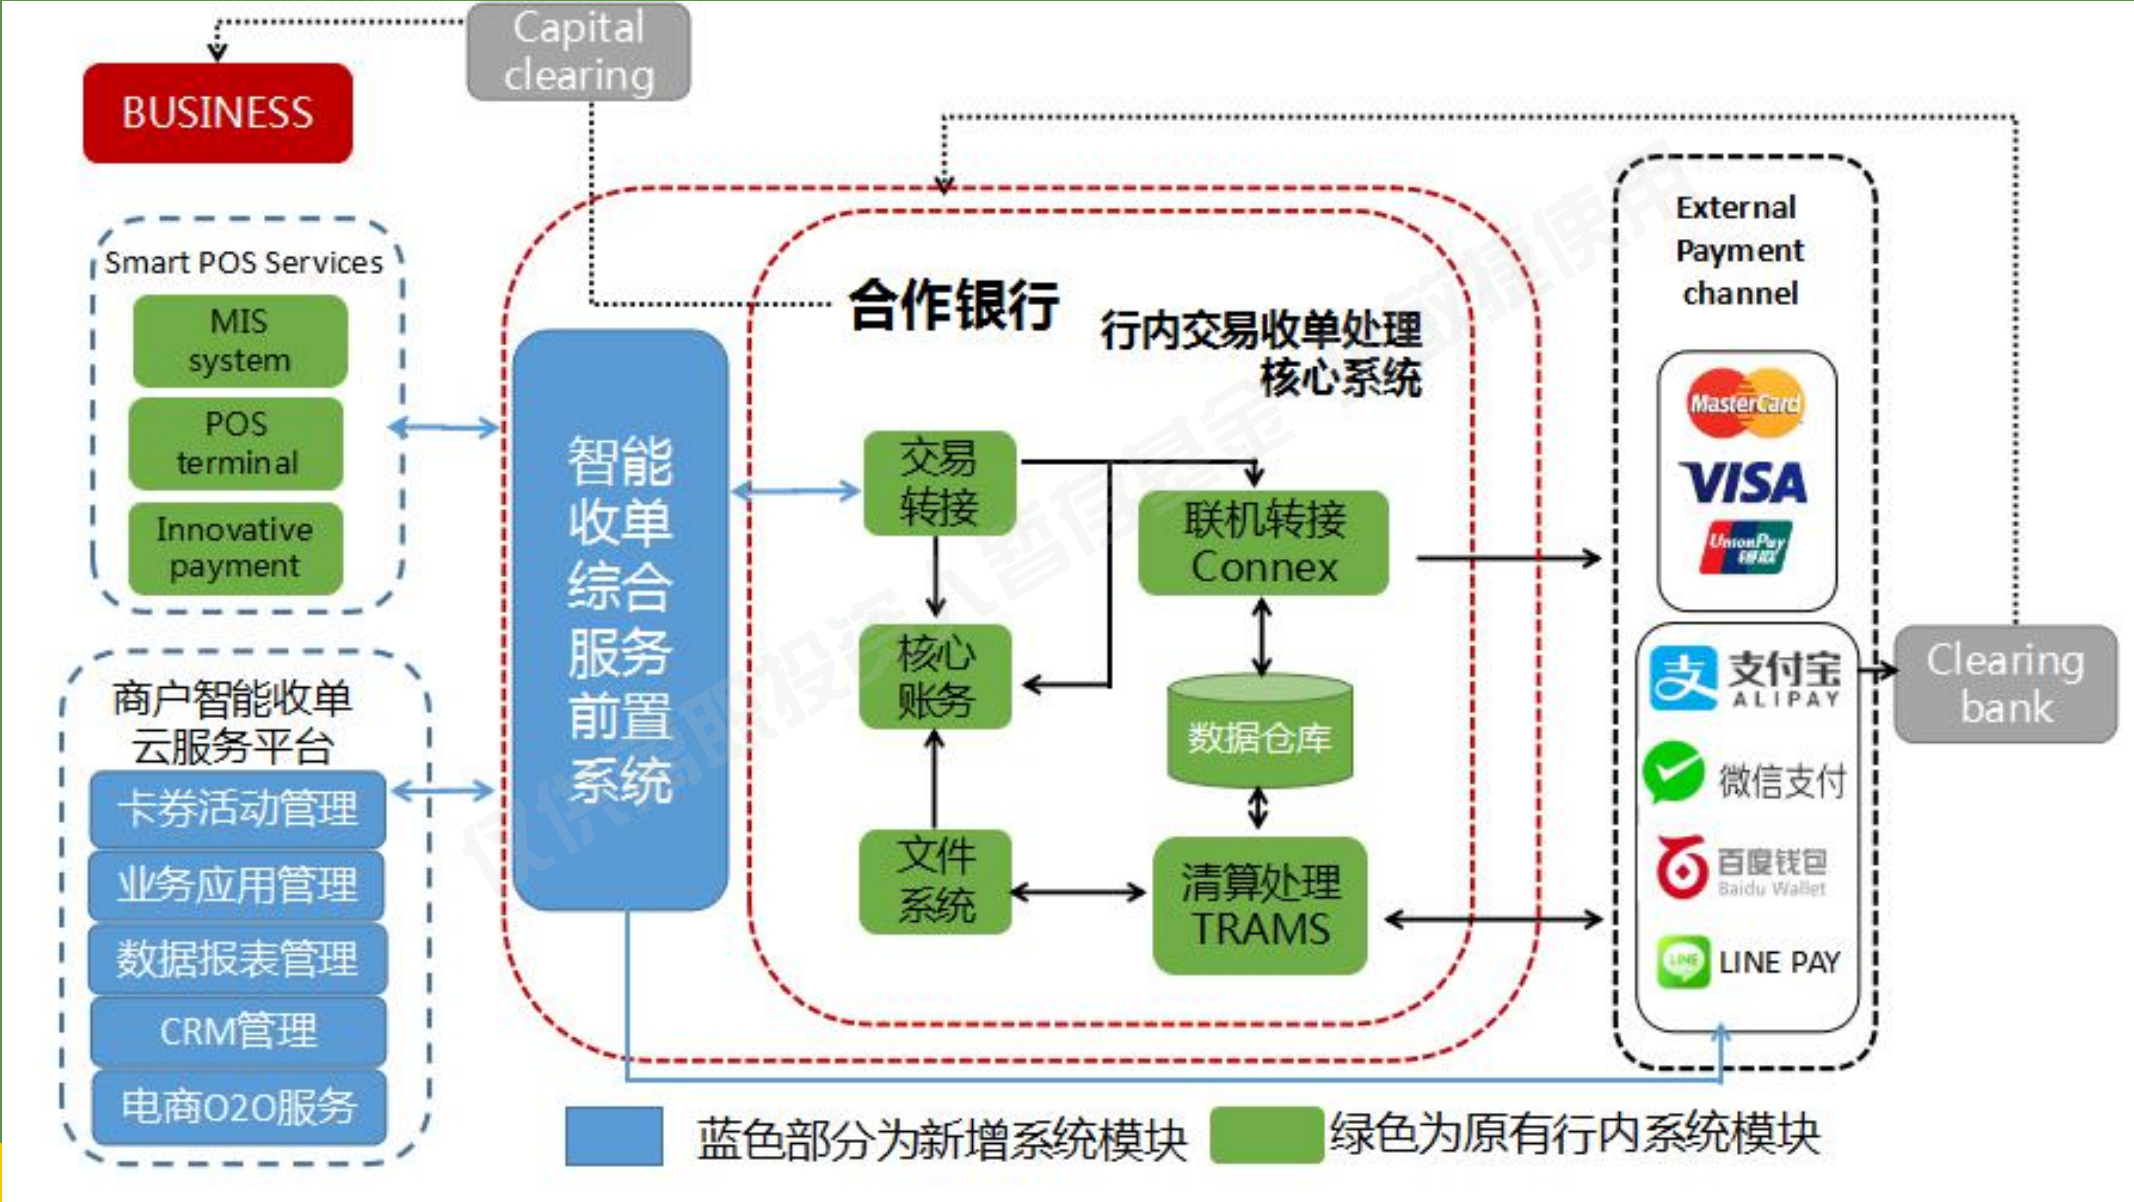 Capital
clearing
BUSINESS
Smart POS Services
MIS
system
POS
terminal
Innovative
payment
商户智能收单
云服务平台
卡券活动管理
业务应用管理
数据报表管理
CRM管理
电商O2O服务
智能
收单
综合
服务
前置
系统
合作银行
行内交易收单处理
核心系统
交易
转接
联机转接
Connex
核心
账务
数据仓库
文件
系统
清算处理
TRAMS
External
Payment
channel
MasterCard
VISA
UnionPay
银联
支
支付宝
ALIPAY
微信支付
百度钱包
Baidu Wallet
LINE
LINE PAY
Clearing
bank
蓝色部分为新增系统模块
绿色为原有行内系统模块